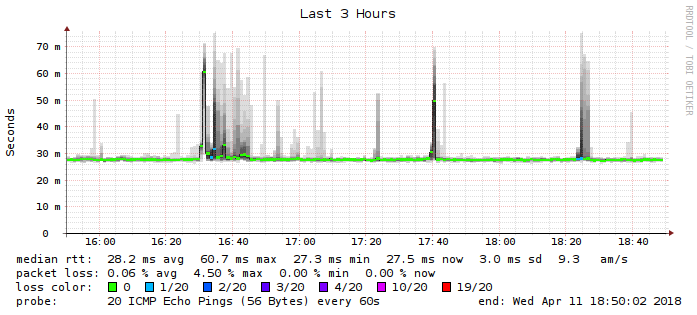 Last 3 Hours
RRDTOOL / TOBI OETIKER
Seconds
70 m
60 m
50 m
40 m
30 m
20 m
10 m
0
16:00 16:20 16:40 17:00 17:20 17:40 18:00 18:20 18:40
median rtt: 28.2 ms avg 60.7 ms max 27.3 ms min 27.5 ms now 3.0 ms sd 9.3 am/s
packet loss: 0.06 % avg 4.50 % max 0.00 % min 0.00 % now
loss color: 0 1/20 2/20 3/20 4/20 10/20 19/20
probe: 20 ICMP Echo Pings (56 Bytes) every 60s end: Wed Apr 11 18:50:02 2018